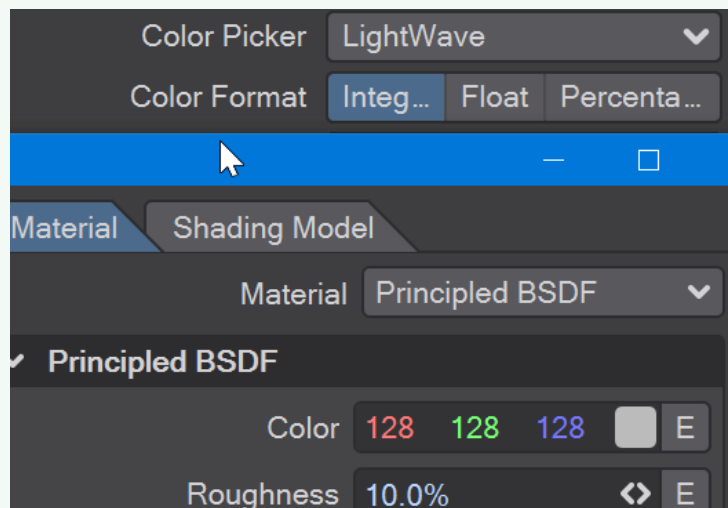 Color Picker LightWave
Color Format Integ... Float Percenta...
Material Shading Model
Material Principled BSDF
Principled BSDF
Color 128 128 128 E
Roughness 10.0% E